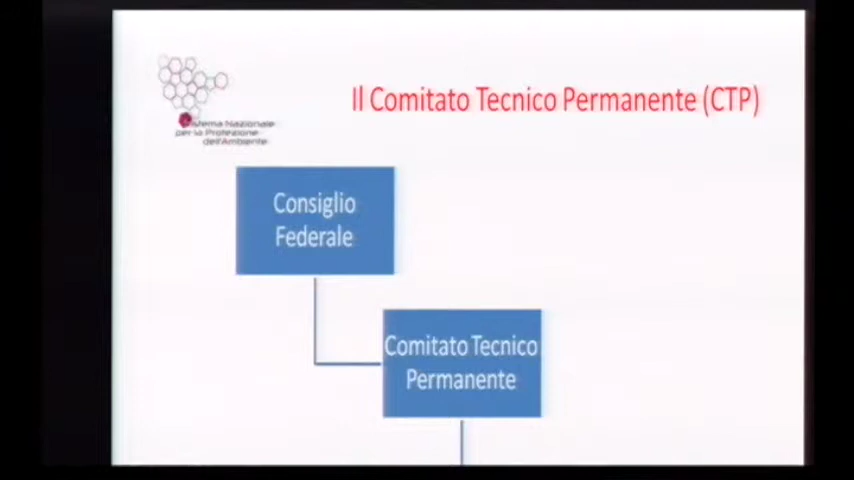 Il Comitato Tecnico Permanente (CTP)
Sistema Nazionale
per la Protezione
dell'Ambiente
Consiglio
Federale
Comitato Tecnico
Permanente